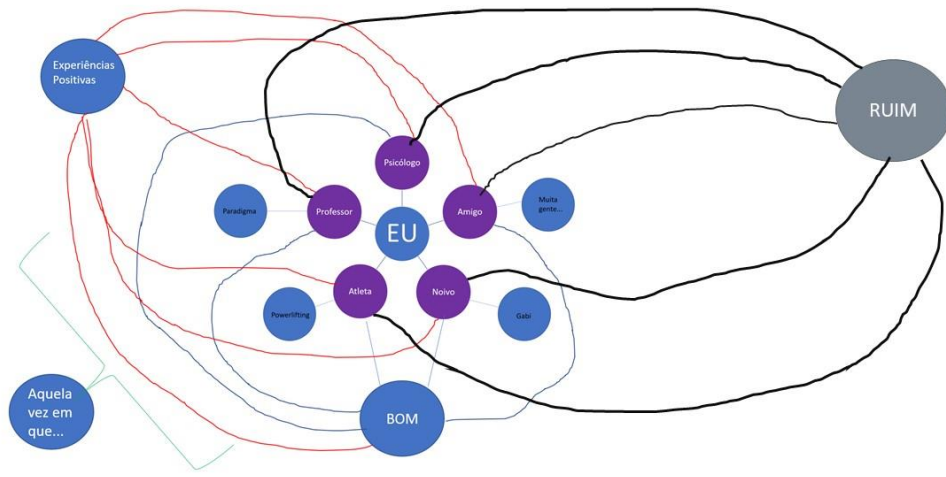 Experiências
Positivas
RUIM
Psicólogo
Paradigma
Professor
Amigo
Muita
gente...
EU
Atleta
Noivo
Powerlifting
Gabi
Aquela
vez em
que...
BOM